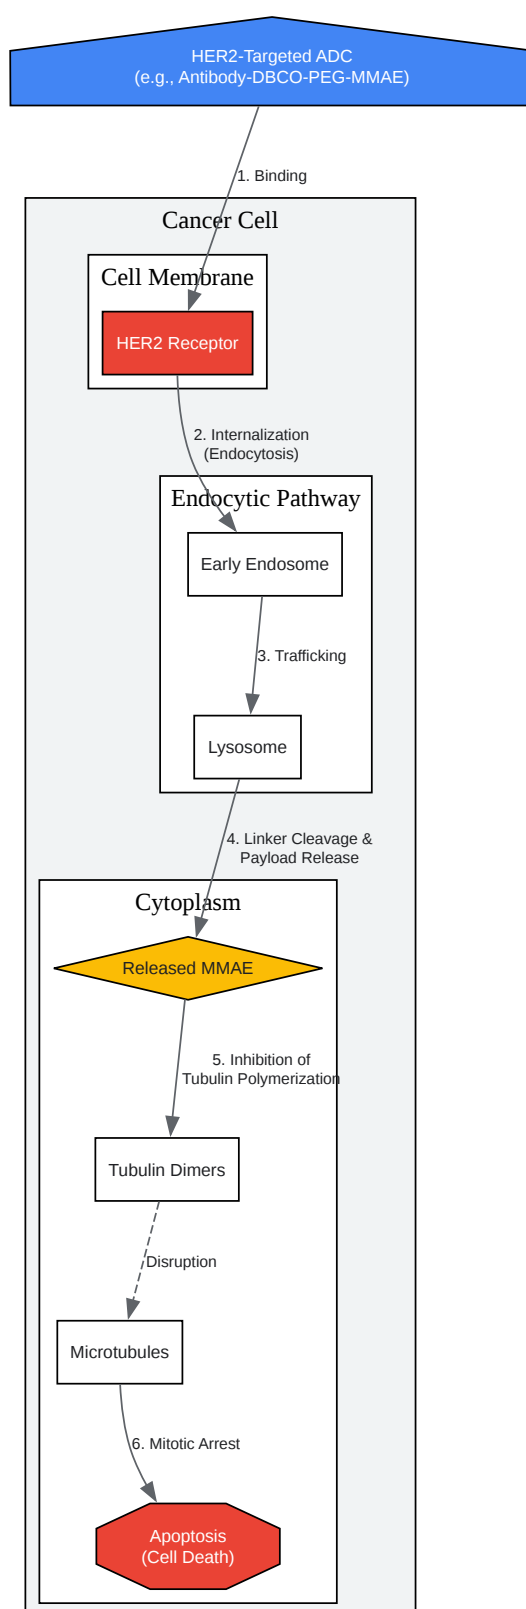 HER2-Targeted ADC
(e.g., Antibody-DBCO-PEG-MMAE)
1. Binding
Cancer Cell
Cell Membrane
HER2 Receptor
2. Internalization
(Endocytosis)
Endocytic Pathway
Early Endosome
3. Trafficking
Lysosome
4. Linker Cleavage &
Payload Release
Cytoplasm
Released MMAE
5. Inhibition of
Tubulin Polymerization
Tubulin Dimers
Disruption
Microtubules
6. Mitotic Arrest
Apoptosis
(Cell Death)